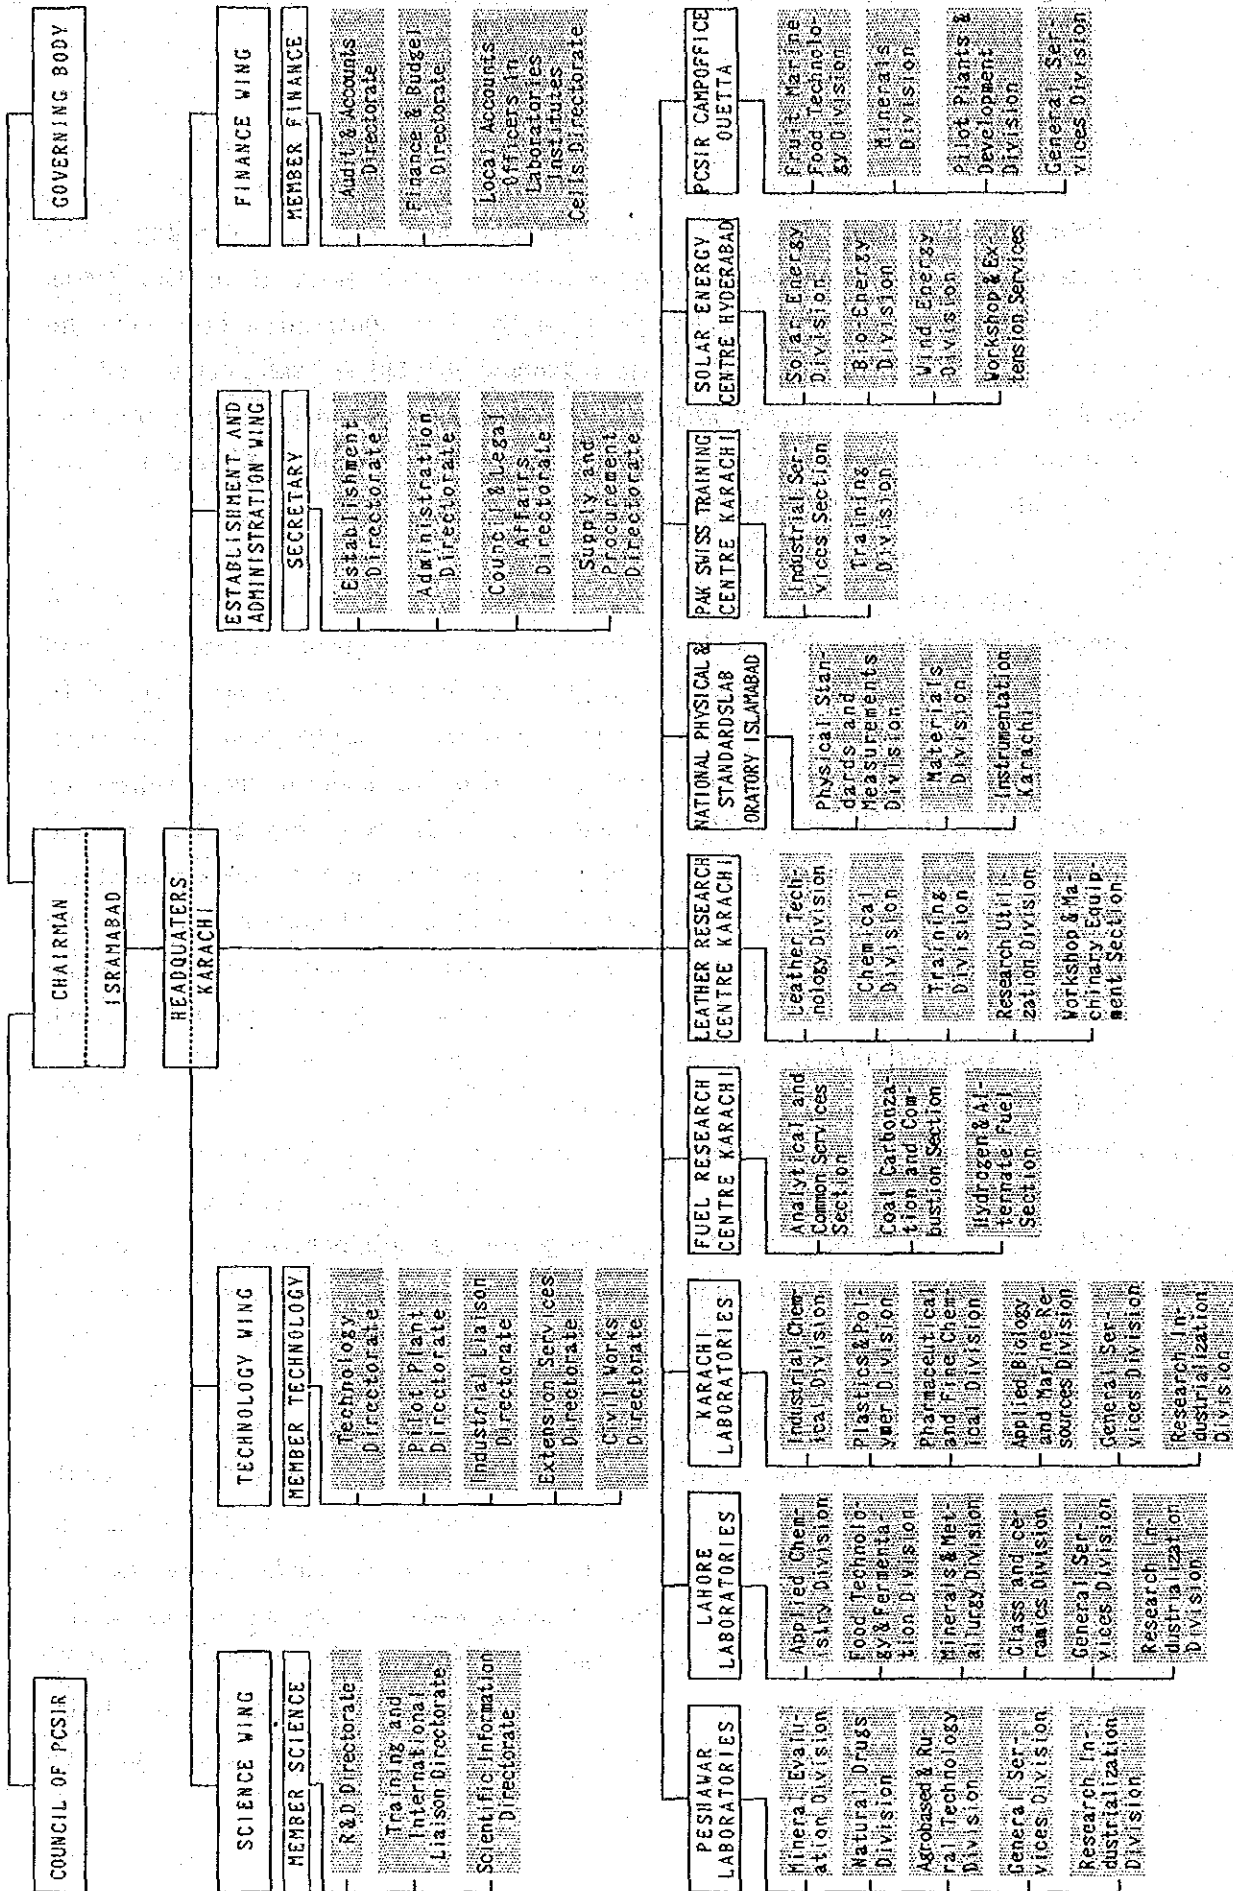 COUNCIL OF PCSIR
CHAIRMAN
ISRAMABAD
GOVERNING BODY
HEADQUATERS
KARACHI
SCIENCE WING
MEMBER SCIENCE
R&D Directorate
Training and
International
Liaison Directorate
Scientific Information
Directorate
TECHNOLOGY WING
MEMBER TECHNOLOGY
Technology
Directorate
Pilot Plant
Directorate
Industrial Liaison
Directorate
Extension Services
Directorate
Civil Works
Directorate
ESTABLISHMENT AND
ADMINISTRATION WING
SECRETARY
Establishment
Directorate
Administration
Directorate
Council & Legal
Affairs
Directorate
Supply and
Procurement
Directorate
FINANCE WING
MEMBER FINANCE
Audit & Accounts
Directorate
Finance & Budget
Directorate
Local Accounts
Officers in
Laboratories
Institutes
Cells Directorate
PESHAWAR
LABORATORIES
Mineral Evalu-
ation Division
Natural Drugs
Division
Agrobased & Ru-
ral Technology
Division
General Ser-
vices Division
Research In-
dustrialization
Division
LAHORE
LABORATORIES
Applied Chem-
istry Division
Food Technolo-
gy & Fermenta-
tion Division
Minerals & Met-
allurgy Division
Glass and ce-
ramics Division
General Ser-
vices Division
Research In-
dustrialization
Division
KARACHI
LABORATORIES
Industrial Chem-
ical Division
Plastics & Pol-
ymer Division
Pharmaceutical
and Fine Chem-
ical Division
Applied Biology
and Marine Re-
sources Division
General Ser-
vices Division
Research In-
dustrialization
Division
FUEL RESEARCH
CENTRE KARACHI
Analytical and
Common Services
Section
Coal Carbonza-
tion and Com-
bustion Section
Hydrogen & Al-
ternate Fuel
Section
LEATHER RESEARCH
CENTRE KARACHI
Leather Tech-
nology Division
Chemical
Division
Training
Division
Research Utili-
zation Division
Workshop & Ma-
chinary Equip-
ment Section
NATIONAL PHYSICAL &
STANDARDSLAB
ORATORY ISLAMABAD
Physical Stan-
dards and
Measurements
Division
Materials
Division
Instrumentation
Karachi
PAK SWISS TRAINING
CENTRE KARACHI
Industrial Ser-
vices Section
Training
Division
SOLAR ENERGY
CENTRE HYDERABAD
Solar Energy
Division
Bio-Energy
Division
Wind Energy
Division
Workshop & Ex-
tension Services
PCSIR CAMPOFFICE
QUETTA
Fruit Marine
Food Technolo-
gy Division
Minerals
Division
Pilot Plants &
Development
Division
General Ser-
vices Division